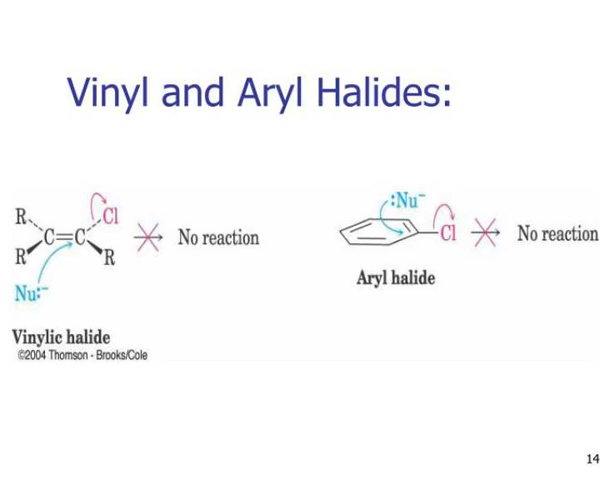 Vinyl and Aryl Halides:
R
Cl
C=C
R
R
Nu:⁻
No reaction
Vinylic halide
©2004 Thomson - Brooks/Cole
:Nu⁻
Cl
No reaction
Aryl halide
14